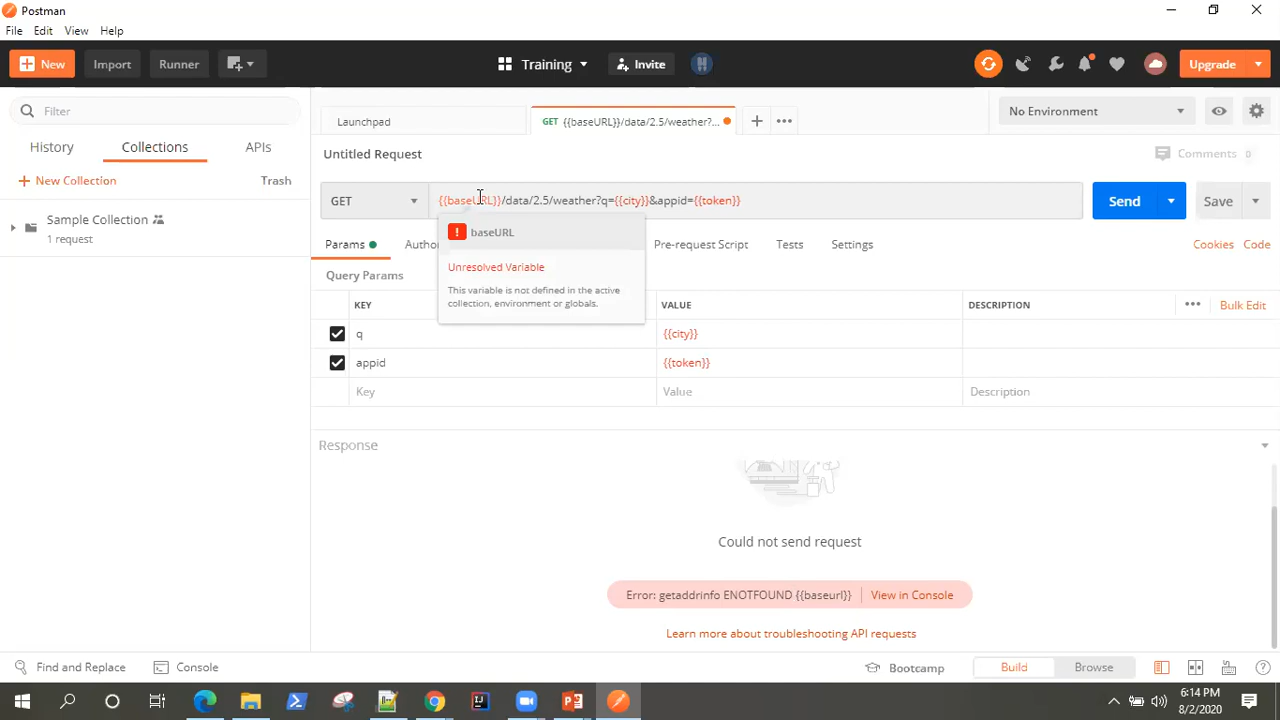 Postman
File Edit View Help
New Import Runner Training Invite Upgrade
Filter
History Collections APIs
+ New Collection Trash
Sample Collection
1 request
Launchpad GET {{baseURL}}/data/2.5/weather?... + ••• No Environment
Untitled Request Comments 0
GET {{baseURL}}/data/2.5/weather?q={{city}}&appid={{token}} Send Save
Params Author Pre-request Script Tests Settings Cookies Code
! baseURL
Unresolved Variable
This variable is not defined in the active
collection, environment or globals.
Query Params
KEY VALUE DESCRIPTION ••• Bulk Edit
q {{city}}
appid {{token}}
Key Value Description
Response
Could not send request
Error: getaddrinfo ENOTFOUND {{baseurl}} View in Console
Learn more about troubleshooting API requests
Find and Replace Console Bootcamp Build Browse
6:14 PM
8/2/2020